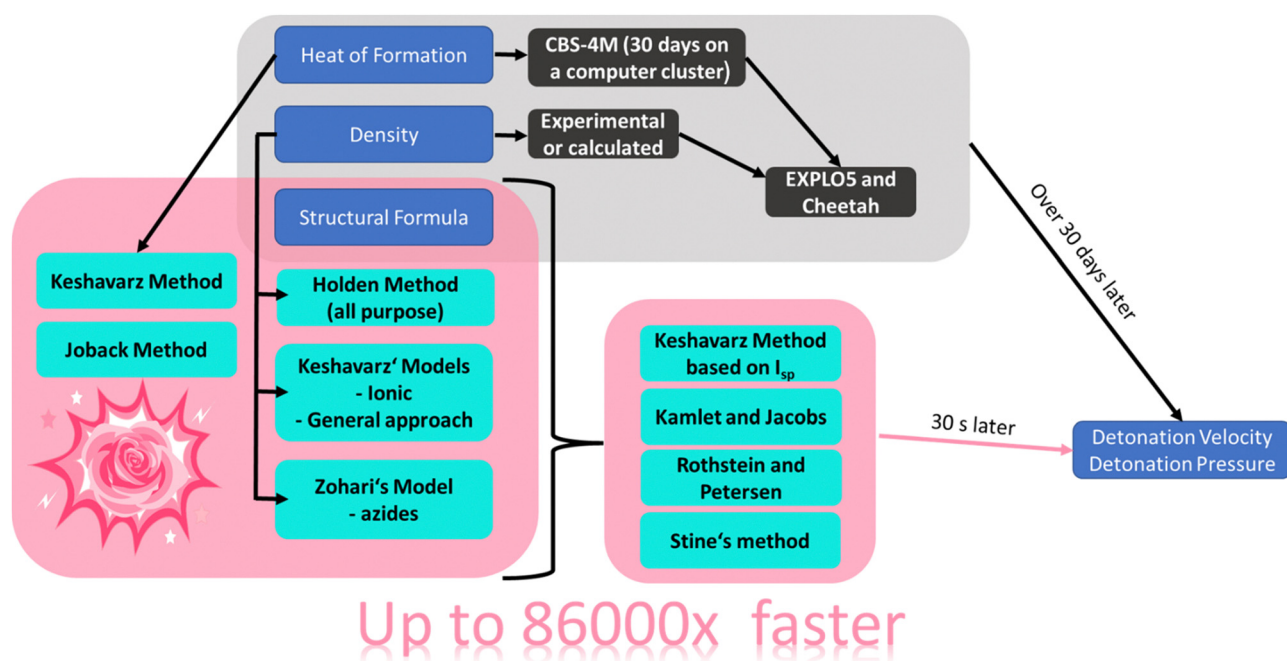 Heat of Formation
CBS-4M (30 days on
a computer cluster)
Density
Experimental
or calculated
EXPLO5 and
Cheetah
Structural Formula
Over 30 days later
Keshavarz Method
Joback Method
Holden Method
(all purpose)
Keshavarz‘ Models
- Ionic
- General approach
Zohari‘s Model
- azides
Keshavarz Method
based on Isp
Kamlet and Jacobs
Rothstein and
Petersen
Stine‘s method
30 s later
Detonation Velocity
Detonation Pressure
Up to 86000x faster